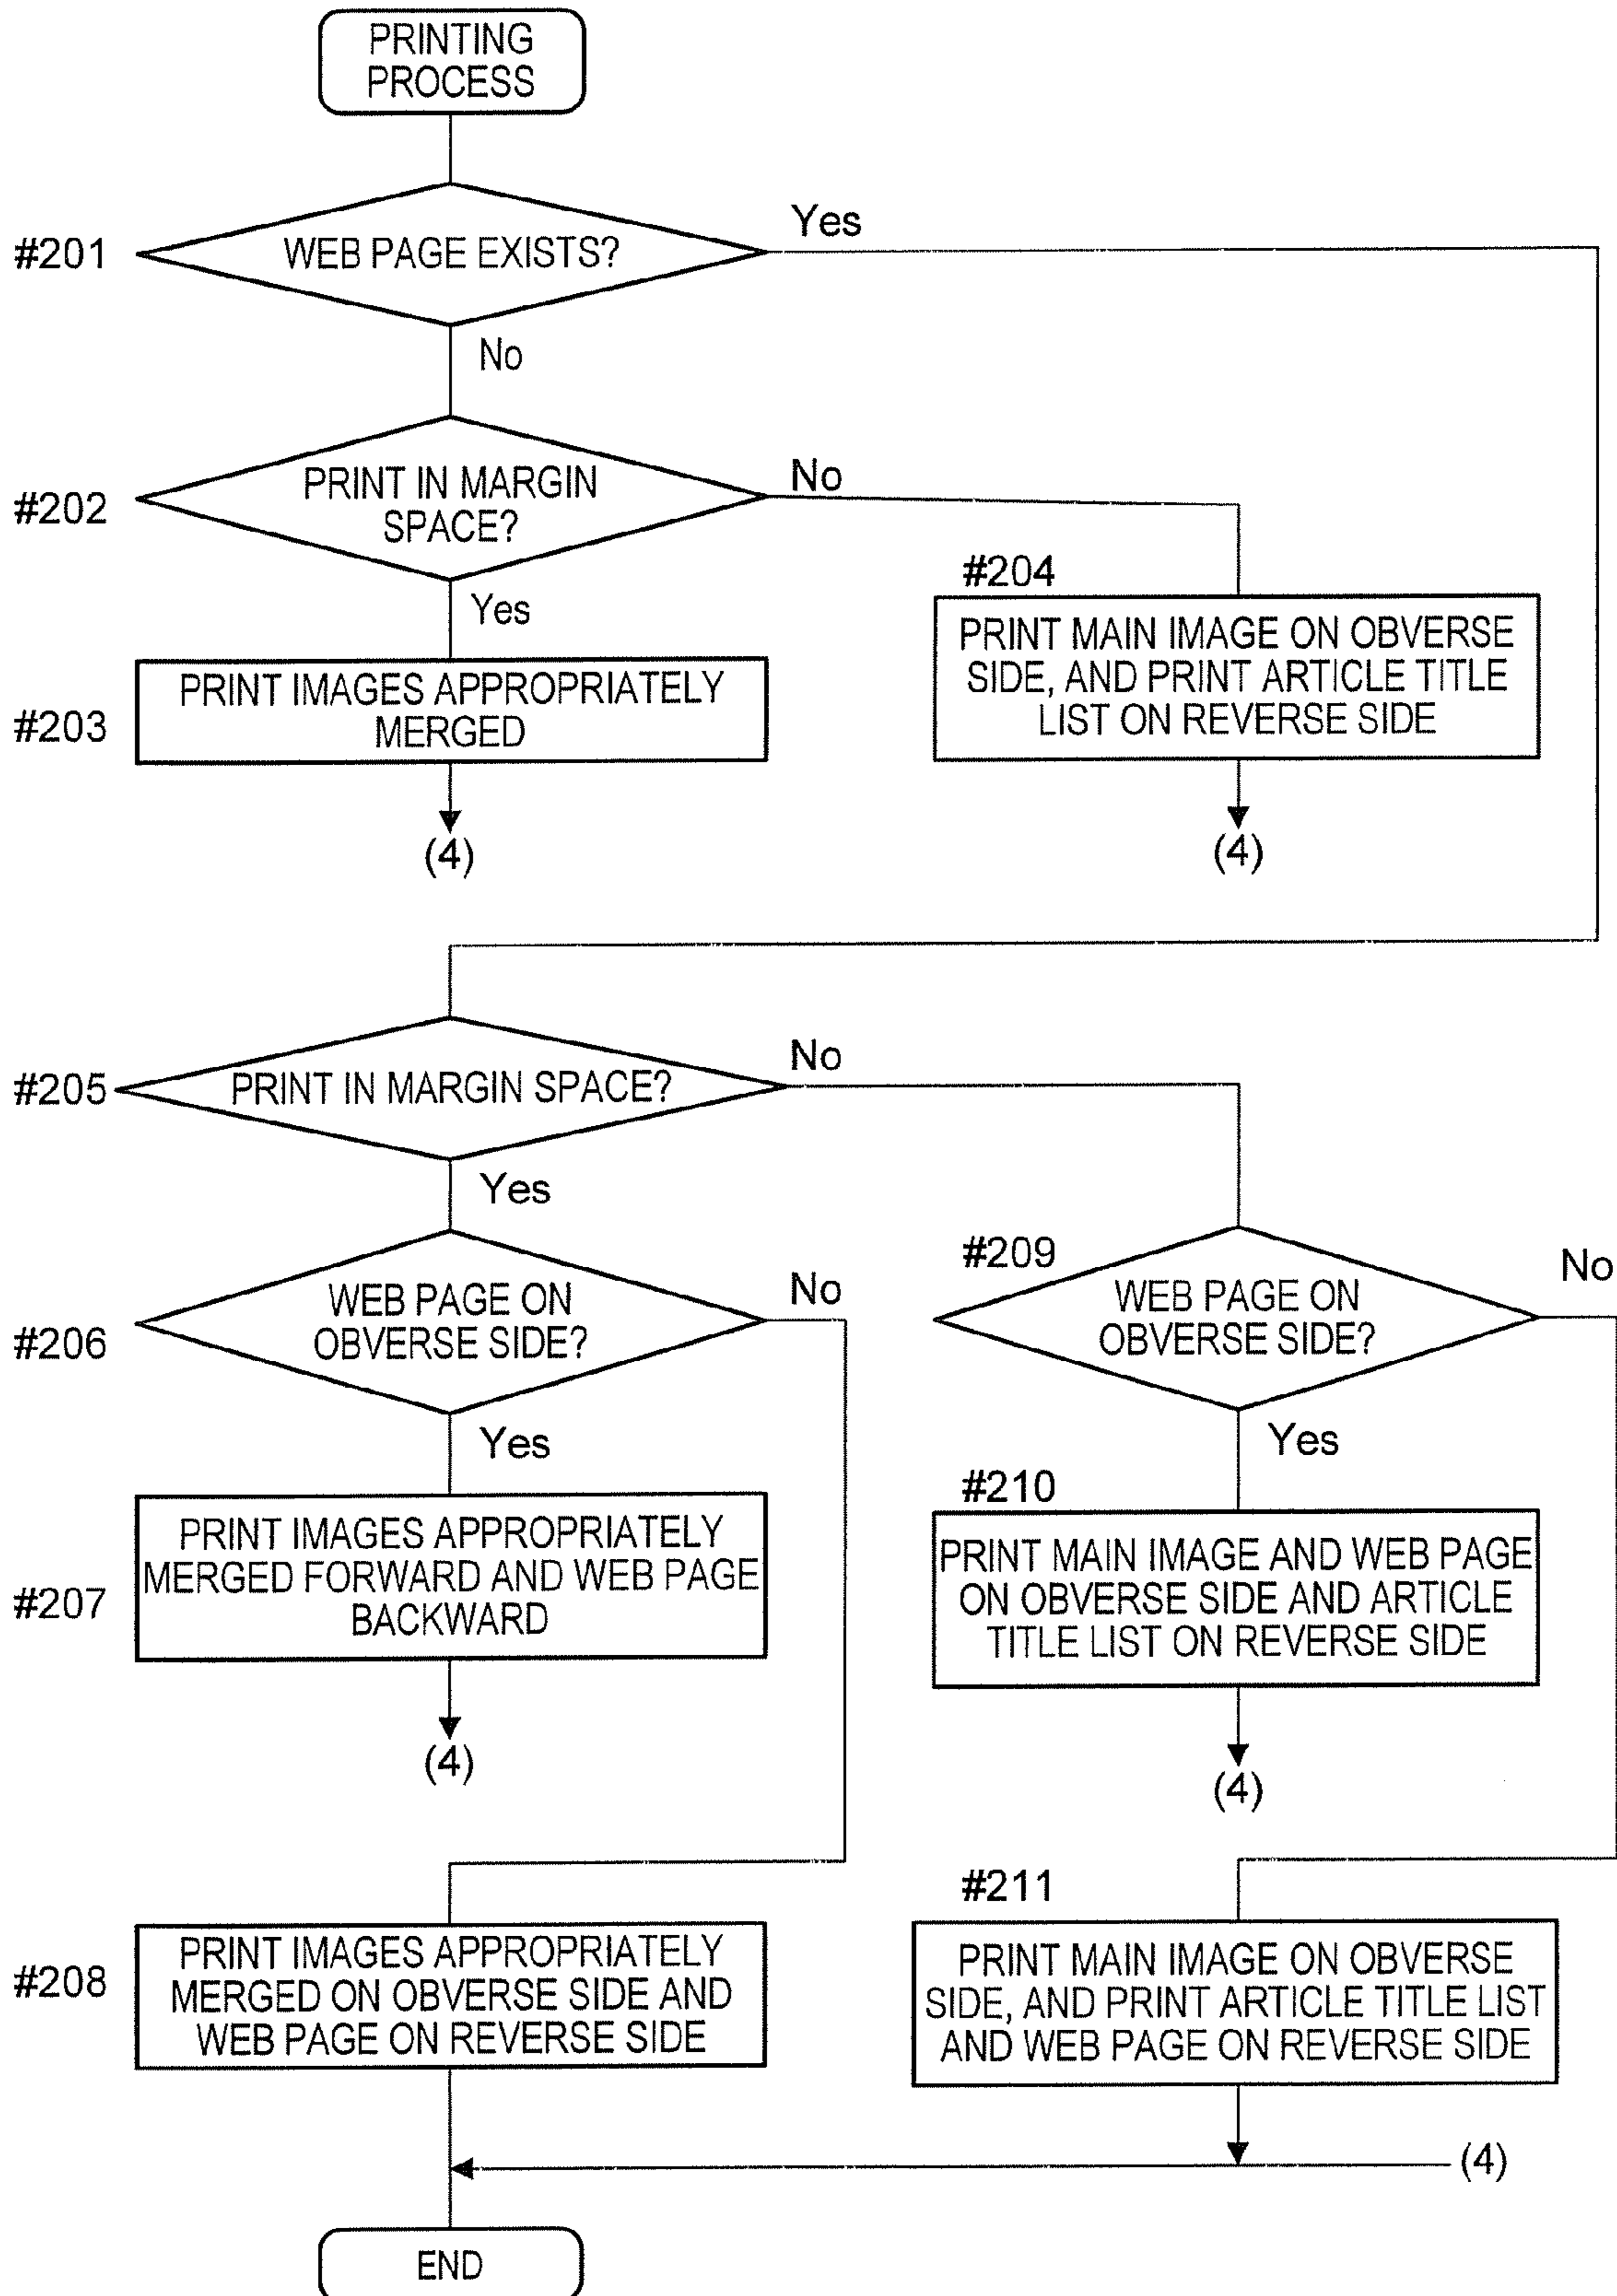 PRINTING
PROCESS
#201
WEB PAGE EXISTS?
Yes
No
#202
PRINT IN MARGIN
SPACE?
No
Yes
#203
PRINT IMAGES APPROPRIATELY
MERGED
(4)
#204
PRINT MAIN IMAGE ON OBVERSE
SIDE, AND PRINT ARTICLE TITLE
LIST ON REVERSE SIDE
(4)
#205
PRINT IN MARGIN SPACE?
No
Yes
#206
WEB PAGE ON
OBVERSE SIDE?
No
Yes
#207
PRINT IMAGES APPROPRIATELY
MERGED FORWARD AND WEB PAGE
BACKWARD
(4)
#208
PRINT IMAGES APPROPRIATELY
MERGED ON OBVERSE SIDE AND
WEB PAGE ON REVERSE SIDE
#209
WEB PAGE ON
OBVERSE SIDE?
No
Yes
#210
PRINT MAIN IMAGE AND WEB PAGE
ON OBVERSE SIDE AND ARTICLE
TITLE LIST ON REVERSE SIDE
(4)
#211
PRINT MAIN IMAGE ON OBVERSE
SIDE, AND PRINT ARTICLE TITLE LIST
AND WEB PAGE ON REVERSE SIDE
(4)
END